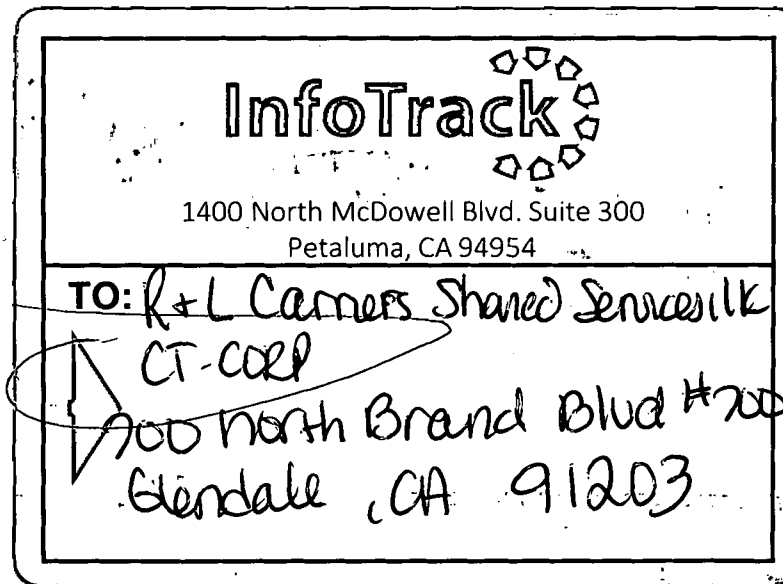 InfoTrack
1400 North McDowell Blvd. Suite 300
Petaluma, CA 94954
TO: R+L Carriers Shared Services llc
CT-CORP
700 North Brand Blvd #700
Glendale, CA 91203